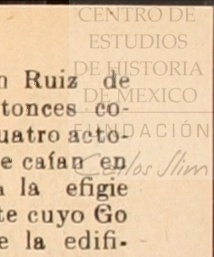 CENTRO DE
ESTUDIOS
DE HISTORIA
DE MEXICO
FUNDACIÓN
Carlos Slim
n Ruiz de
tonces co-
uatro acto-
e caían en
a la efigie
te cuyo Go
e la edifi-